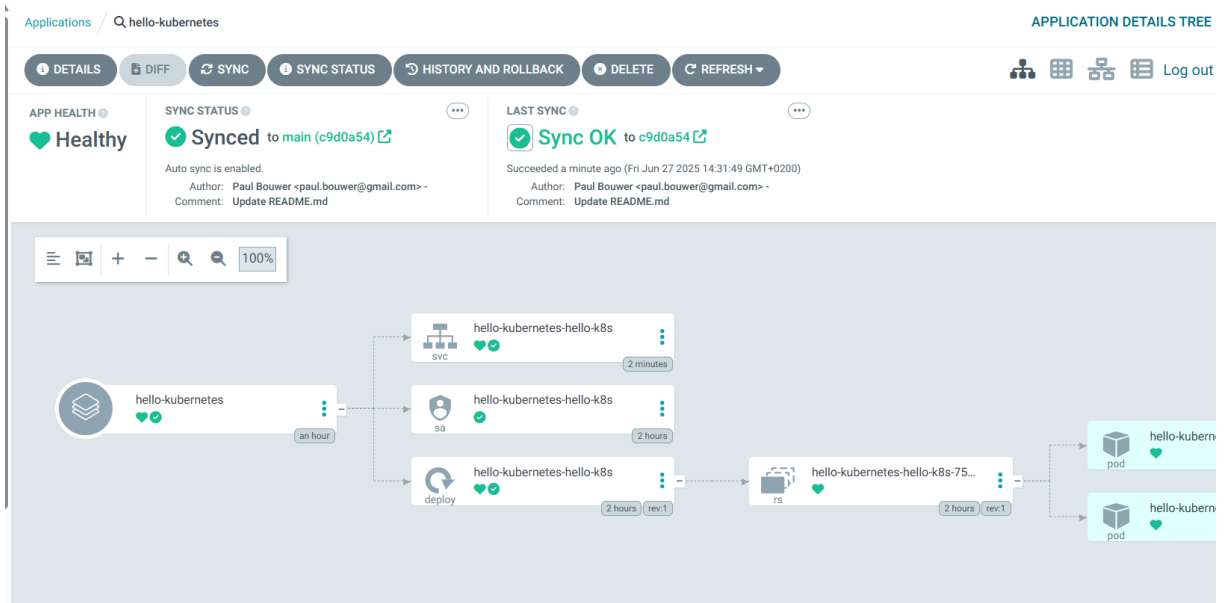 Applications / hello-kubernetes
APPLICATION DETAILS TREE
DETAILS DIFF SYNC SYNC STATUS HISTORY AND ROLLBACK DELETE REFRESH
Log out
APP HEALTH
Healthy
SYNC STATUS
Synced to main (c9d0a54)
Auto sync is enabled.
Author: Paul Bouwer <paul.bouwer@gmail.com> -
Comment: Update README.md
LAST SYNC
Sync OK to c9d0a54
Succeeded a minute ago (Fri Jun 27 2025 14:31:49 GMT+0200)
Author: Paul Bouwer <paul.bouwer@gmail.com> -
Comment: Update README.md
100%
hello-kubernetes
an hour
hello-kubernetes-hello-k8s
svc
2 minutes
hello-kubernetes-hello-k8s
sa
2 hours
hello-kubernetes-hello-k8s
deploy
2 hours rev:1
hello-kubernetes-hello-k8s-75...
rs
2 hours rev:1
hello-kuberne
pod
hello-kuberne
pod